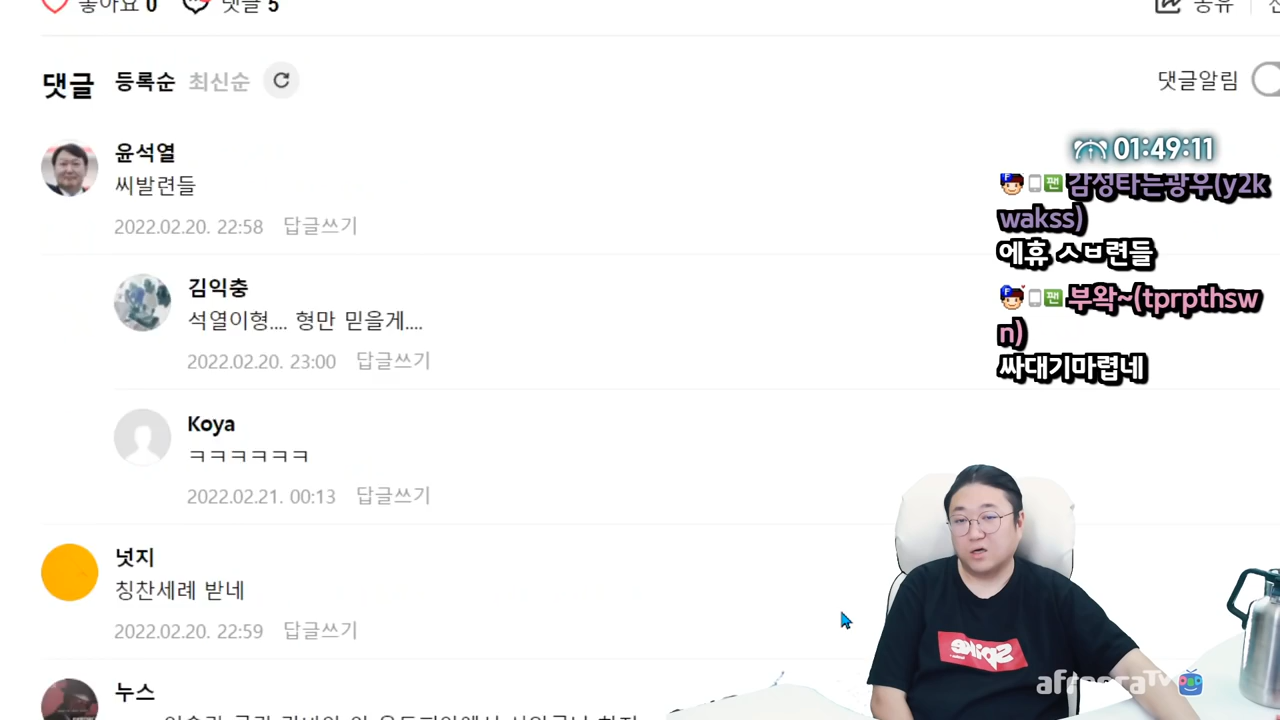 좋아요 0 댓글 5
공유
댓글 등록순 최신순
댓글알림
윤석열
씨발련들
2022.02.20. 22:58 답글쓰기
김익충
석열이형.... 형만 믿을게....
2022.02.20. 23:00 답글쓰기
Koya
ㅋㅋㅋㅋㅋㅋ
2022.02.21. 00:13 답글쓰기
넛지
칭찬세례 받네
2022.02.20. 22:59 답글쓰기
누스
01:49:11
팬 감성타는광우(y2k
wakss)
에휴 ㅅㅂ련들
팬 부왁~(tprpthsw
n)
싸대기마렵네
Spike
afreecaTV